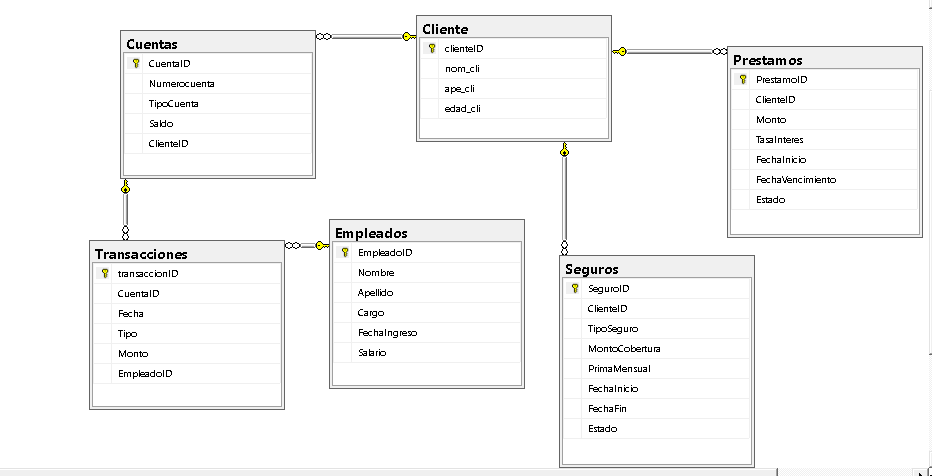 Cuentas
CuentaID
Numerocuenta
TipoCuenta
Saldo
ClienteID
Cliente
clienteID
nom_cli
ape_cli
edad_cli
Prestamos
PrestamoID
ClienteID
Monto
TasaInteres
FechaInicio
FechaVencimiento
Estado
Transacciones
transaccionID
CuentaID
Fecha
Tipo
Monto
EmpleadoID
Empleados
EmpleadoID
Nombre
Apellido
Cargo
FechaIngreso
Salario
Seguros
SeguroID
ClienteID
TipoSeguro
MontoCobertura
PrimaMensual
FechaInicio
FechaFin
Estado